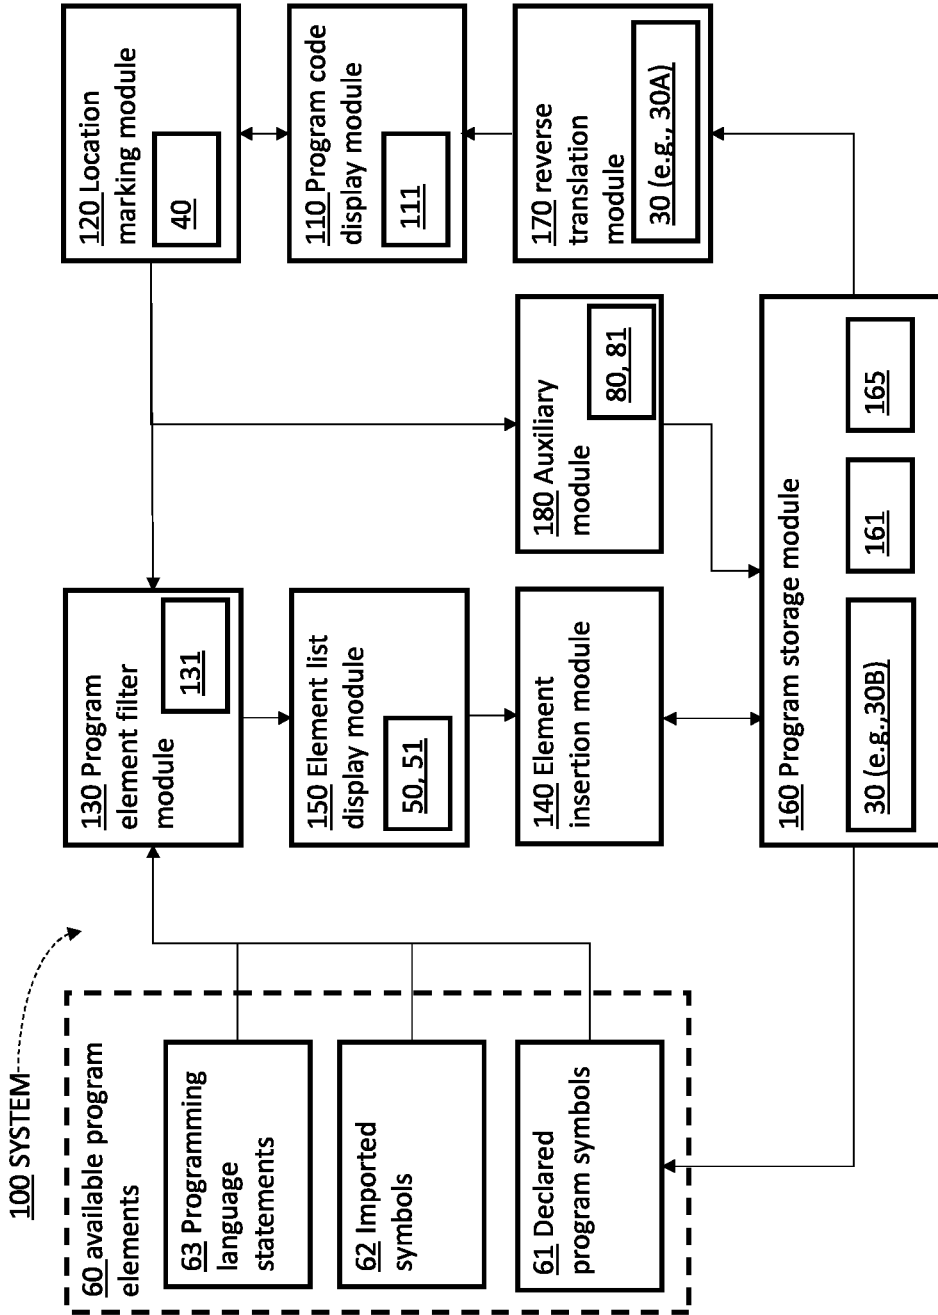 100 SYSTEM
60 available program
elements
63 Programming
language
statements
62 Imported
symbols
61 Declared
program symbols
130 Program
element filter
module
131
150 Element list
display module
50, 51
140 Element
insertion module
120 Location
marking module
40
110 Program code
display module
111
170 reverse
translation
module
30 (e.g., 30A)
180 Auxiliary
module
80, 81
160 Program storage module
30 (e.g.,30B)
161
165